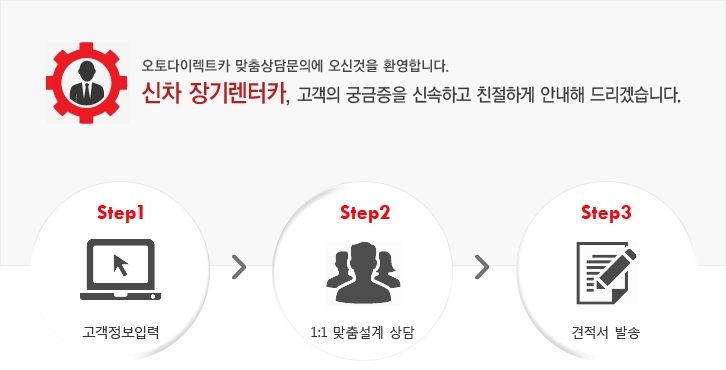 오토다이렉트카 맞춤상담문의에 오신것을 환영합니다.
신차 장기렌터카, 고객의 궁금증을 신속하고 친절하게 안내해 드리겠습니다.
Step1
Step2
Step3
고객정보입력
1:1 맞춤설계 상담
견적서 발송